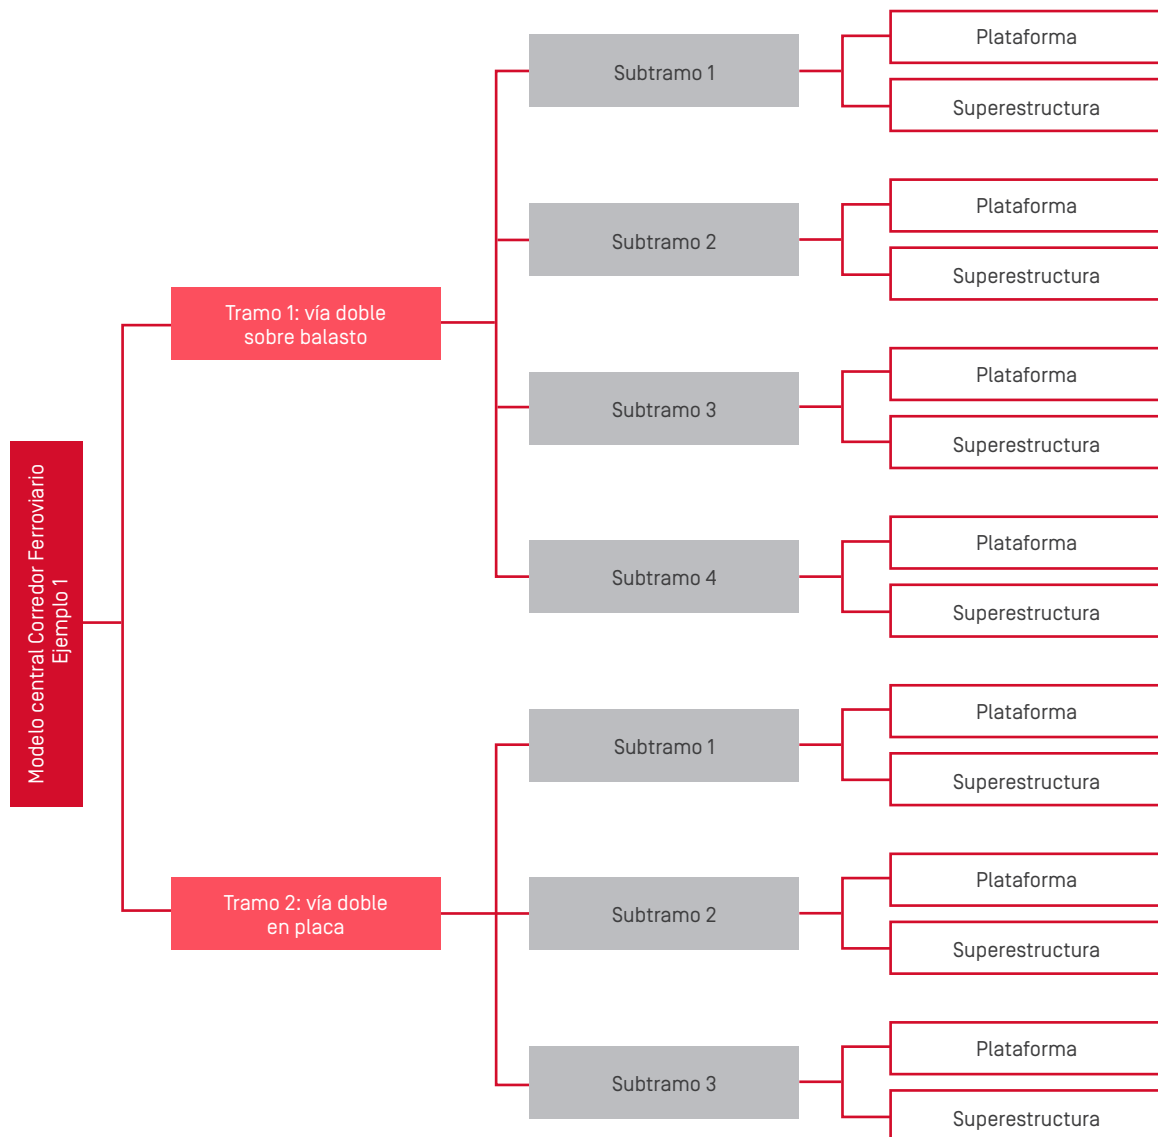 Modelo central Corredor Ferroviario
Ejemplo 1
Tramo 1: vía doble
sobre balasto
Subtramo 1
Plataforma
Superestructura
Subtramo 2
Plataforma
Superestructura
Subtramo 3
Plataforma
Superestructura
Subtramo 4
Plataforma
Superestructura
Tramo 2: vía doble
en placa
Subtramo 1
Plataforma
Superestructura
Subtramo 2
Plataforma
Superestructura
Subtramo 3
Plataforma
Superestructura